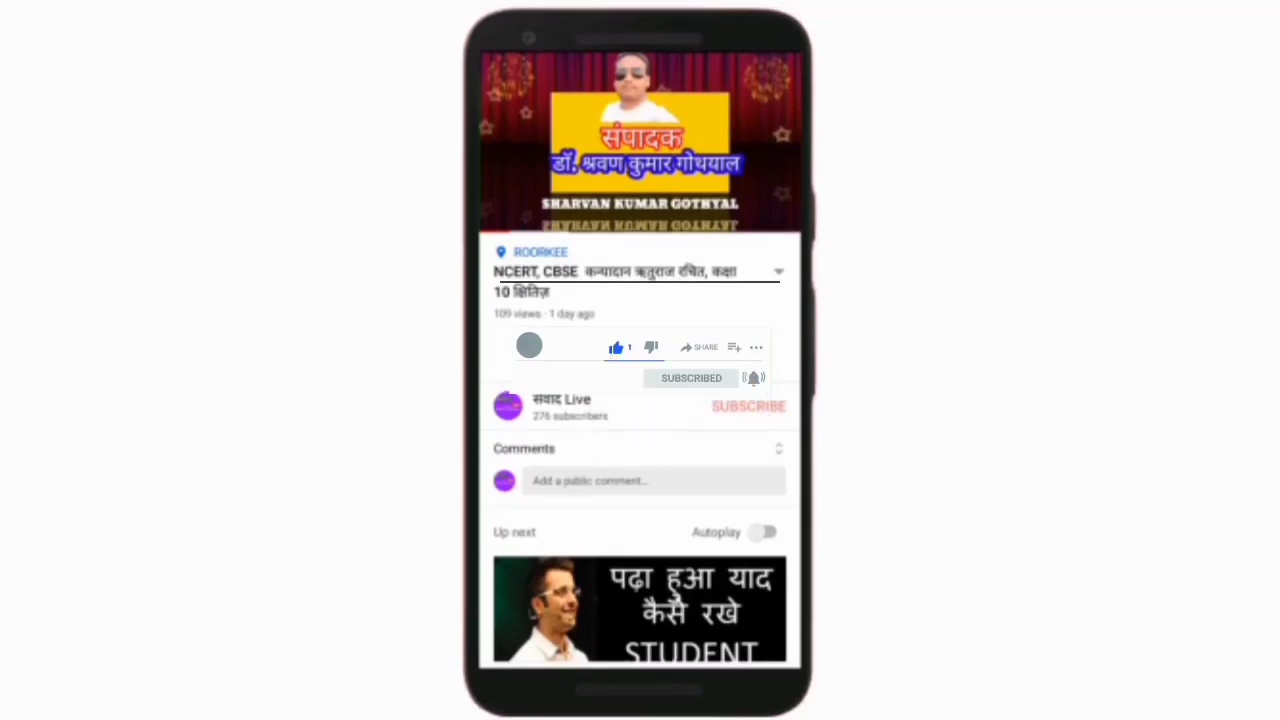 संपादक
डॉ. श्रवण कुमार गोथयाल
SHARVAN KUMAR GOTHYAL
ROORKEE
NCERT, CBSE कन्यादान ऋतुराज रचित, कक्षा
10 क्षितिज़
109 views · 1 day ago
1
SHARE
SUBSCRIBED
संवाद Live
SUBSCRIBE
276 subscribers
Comments
Add a public comment...
Up next
Autoplay
पढ़ा हुआ याद
कैसे रखे
STUDENT